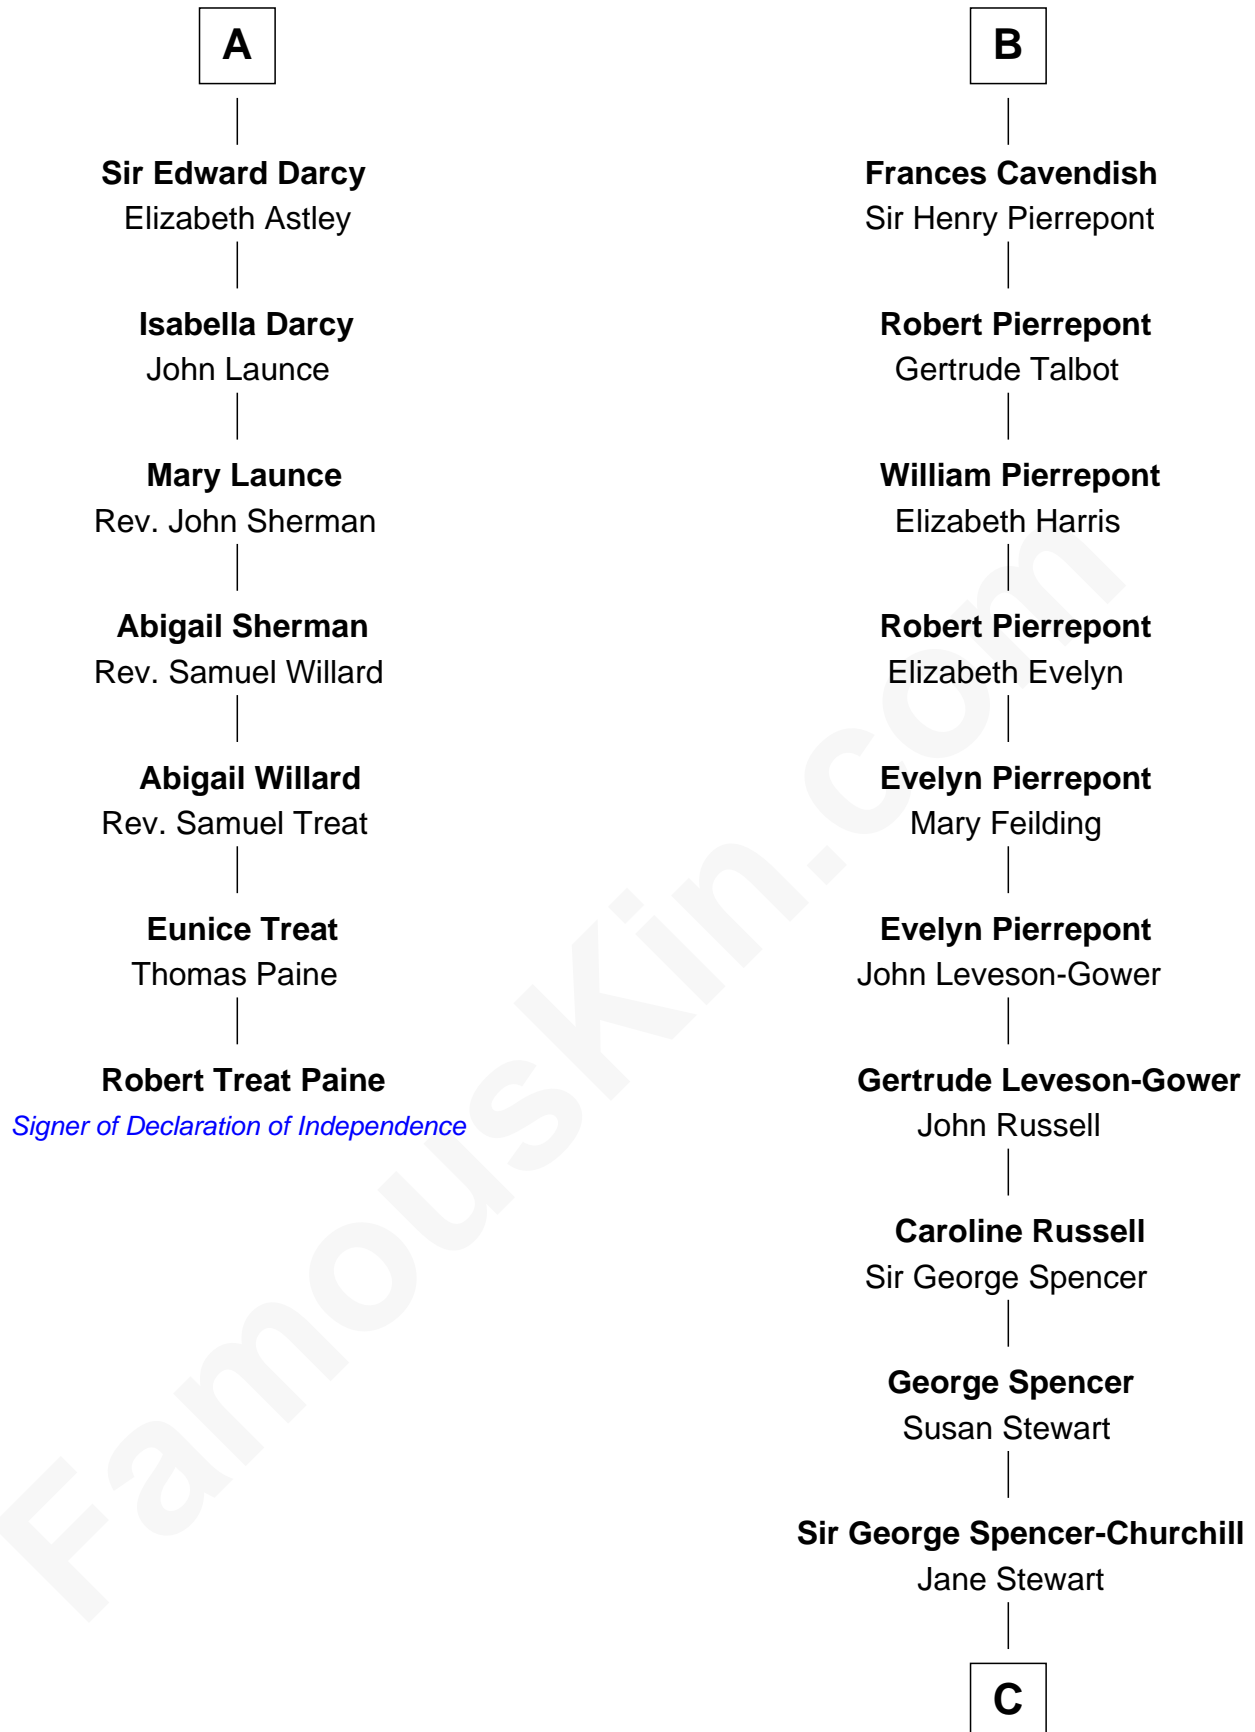 A
Sir Edward Darcy
Elizabeth Astley
Isabella Darcy
John Launce
Mary Launce
Rev. John Sherman
Abigail Sherman
Rev. Samuel Willard
Abigail Willard
Rev. Samuel Treat
Eunice Treat
Thomas Paine
Robert Treat Paine
Signer of Declaration of Independence
B
Frances Cavendish
Sir Henry Pierrepont
Robert Pierrepont
Gertrude Talbot
William Pierrepont
Elizabeth Harris
Robert Pierrepont
Elizabeth Evelyn
Evelyn Pierrepont
Mary Feilding
Evelyn Pierrepont
John Leveson-Gower
Gertrude Leveson-Gower
John Russell
Caroline Russell
Sir George Spencer
George Spencer
Susan Stewart
Sir George Spencer-Churchill
Jane Stewart
C
FamousKin.com